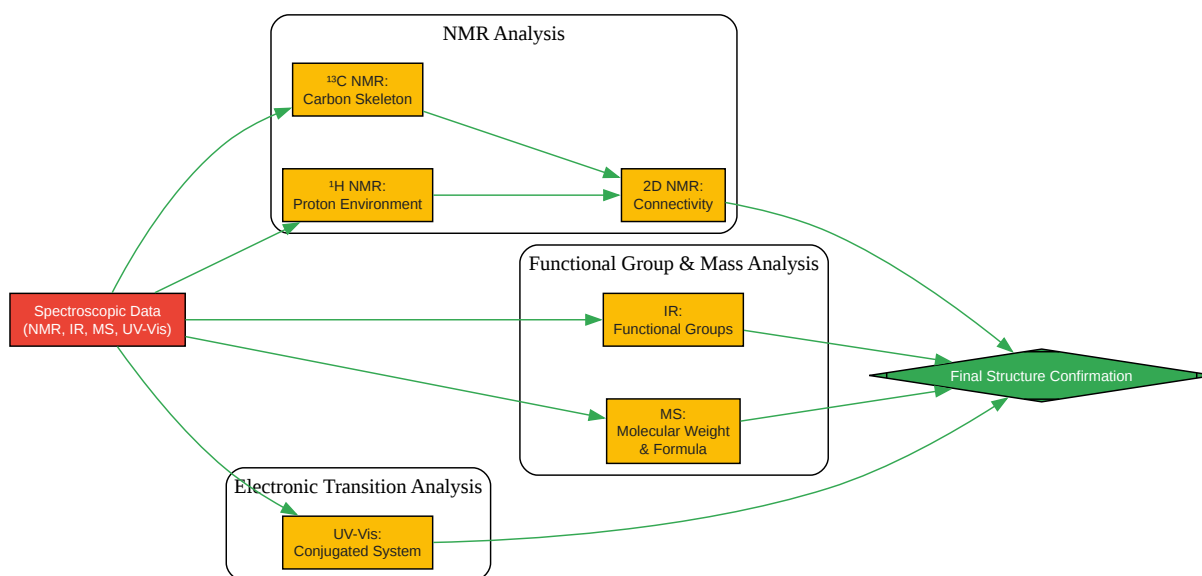 NMR Analysis
¹³C NMR:
Carbon Skeleton
¹H NMR:
Proton Environment
2D NMR:
Connectivity
Functional Group & Mass Analysis
Spectroscopic Data
(NMR, IR, MS, UV-Vis)
IR:
Functional Groups
Final Structure Confirmation
MS:
Molecular Weight
& Formula
Electronic Transition Analysis
UV-Vis:
Conjugated System